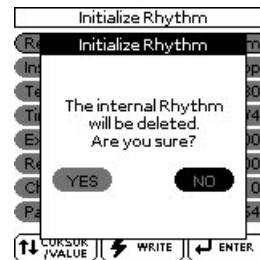 Initialize Rhythm
Initialize Rhythm
The internal Rhythm
will be deleted.
Are you sure?
YES
NO
CURSOR
/VALUE
WRITE
ENTER